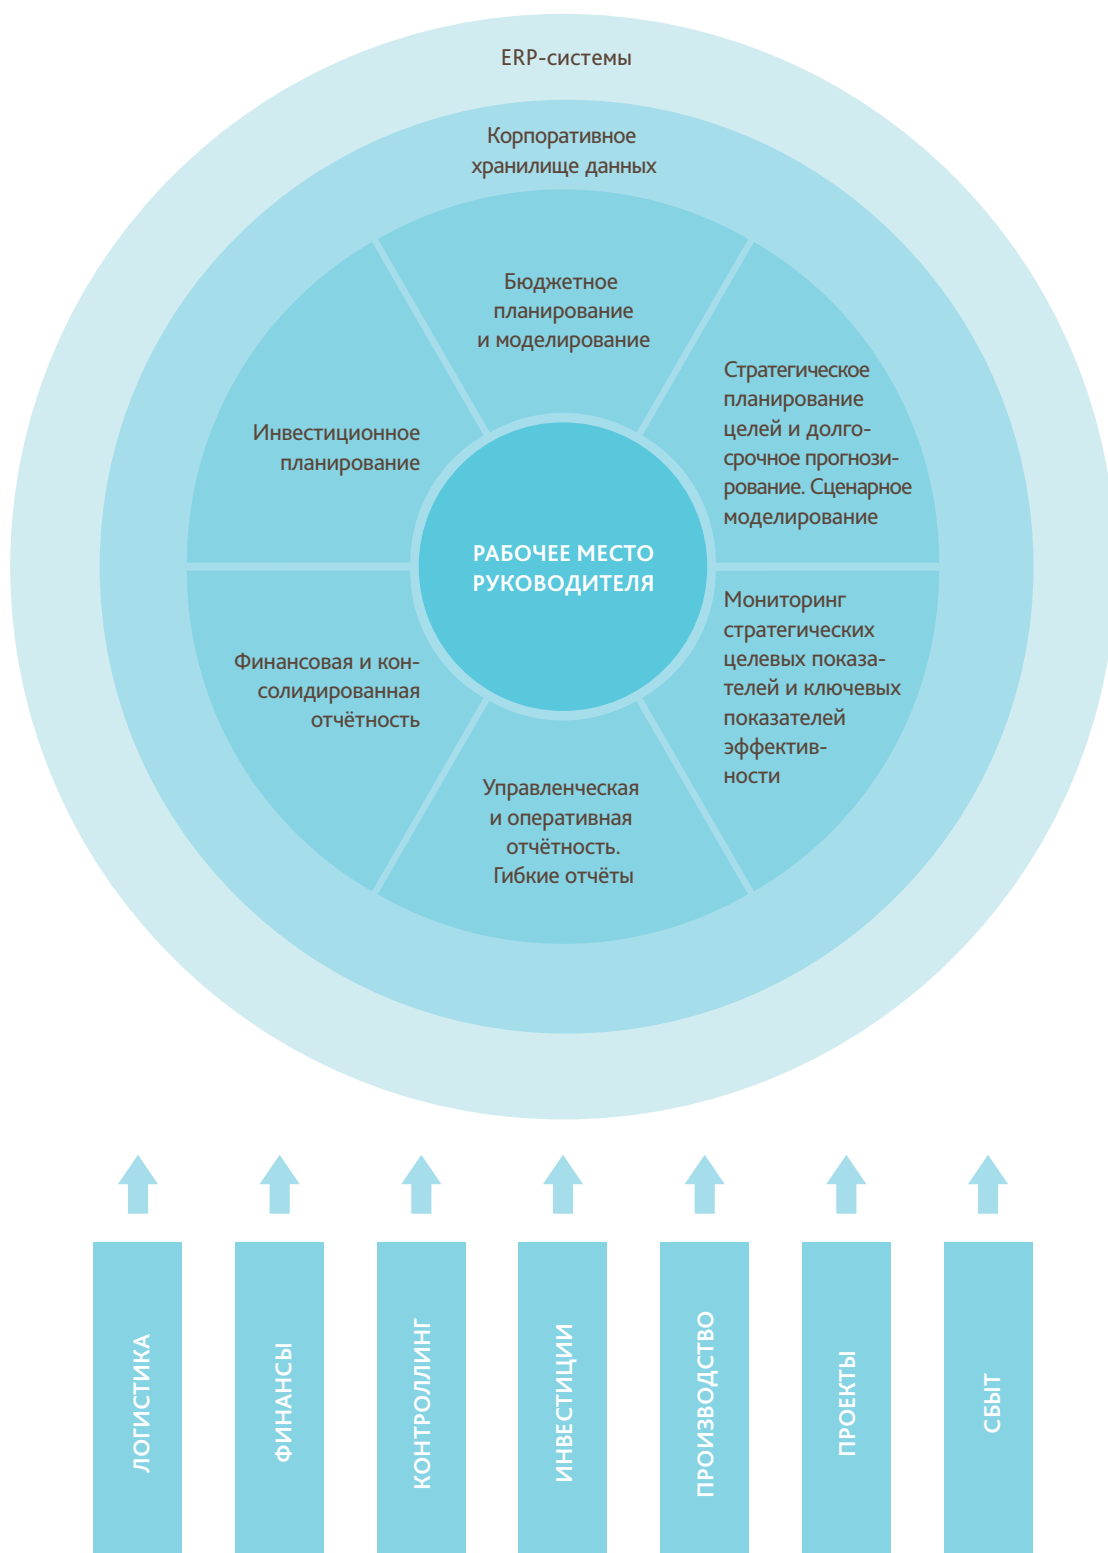 ERP-системы
Корпоративное
хранилище данных
Бюджетное
планирование
и моделирование
Стратегическое
планирование
целей и долго-
срочное прогнози-
рование. Сценарное
моделирование
Инвестиционное
планирование
РАБОЧЕЕ МЕСТО
РУКОВОДИТЕЛЯ
Мониторинг
стратегических
целевых показа-
телей и ключевых
показателей
эффектив-
ности
Финансовая и кон-
солидированная
отчётность
Управленческая
и оперативная
отчётность.
Гибкие отчёты
ЛОГИСТИКА
ФИНАНСЫ
КОНТРОЛЛИНГ
ИНВЕСТИЦИИ
ПРОИЗВОДСТВО
ПРОЕКТЫ
СБЫТ